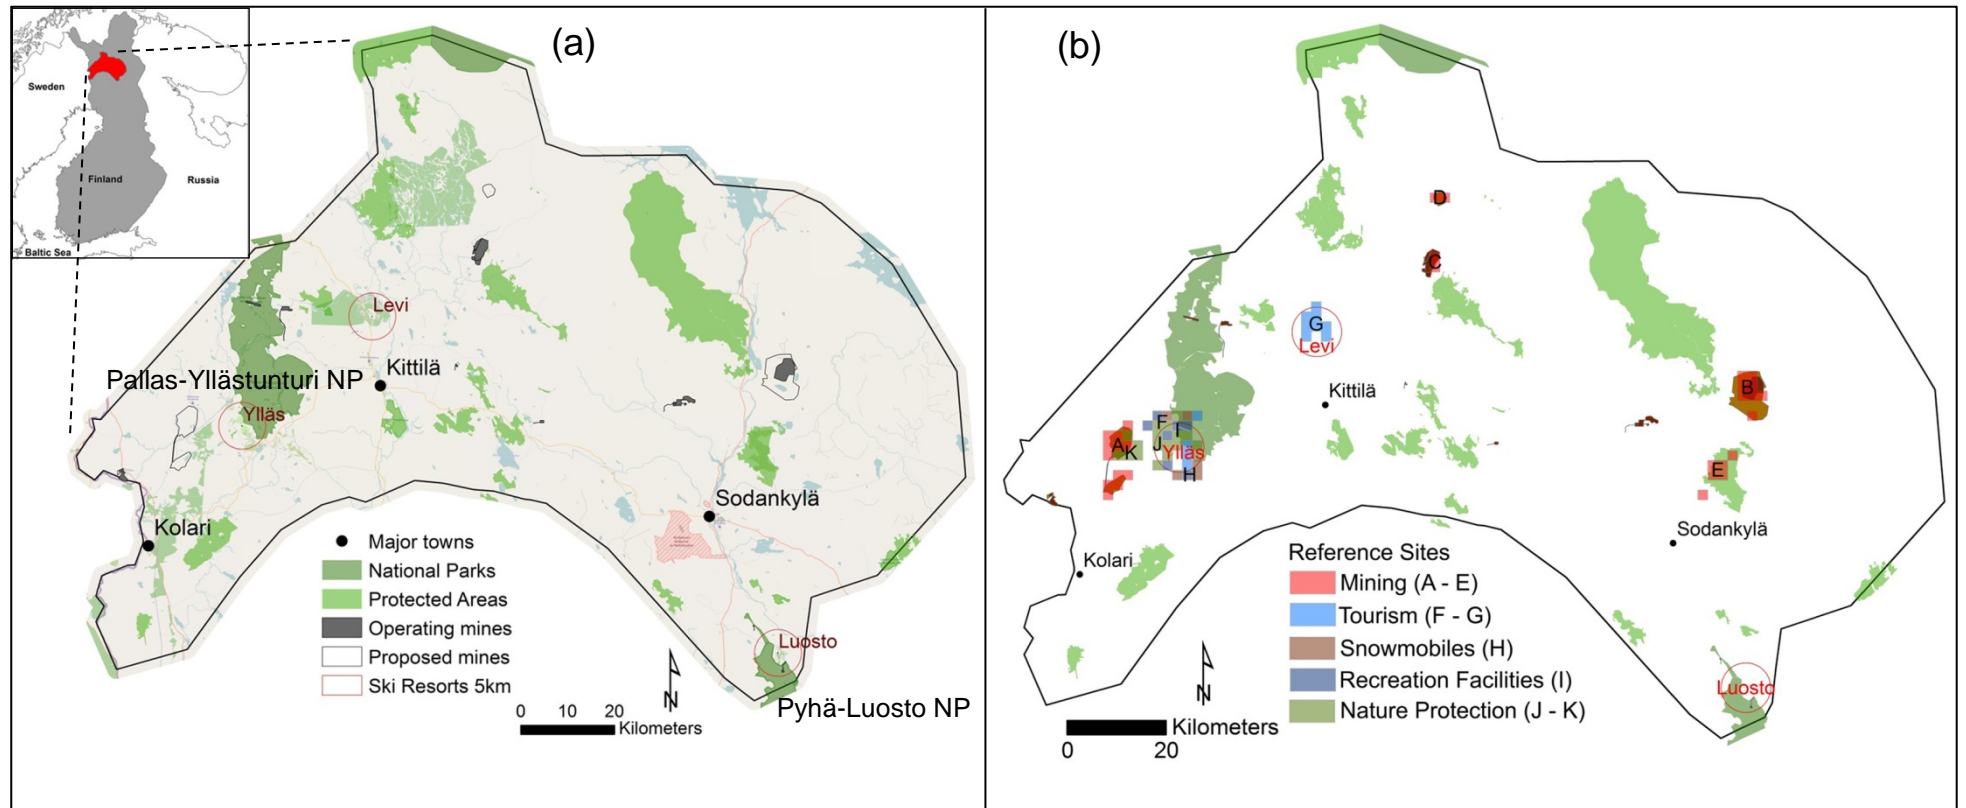 Sweden
Finland
Russia
Baltic Sea
(a)
Levi
Kittilä
Pallas-Yllästunturi NP
Ylläs
Sodankylä
Kolari
Luosto
Pyhä-Luosto NP
Major towns
National Parks
Protected Areas
Operating mines
Proposed mines
Ski Resorts 5km
N
0 10 20
Kilometers
(b)
D
C
G
Levi
B
Kittilä
F
I
A
J
K
Ylläs
H
E
Sodankylä
Kolari
Luosto
Reference Sites
Mining (A - E)
Tourism (F - G)
Snowmobiles (H)
Recreation Facilities (I)
Nature Protection (J - K)
N
Kilometers
0 20